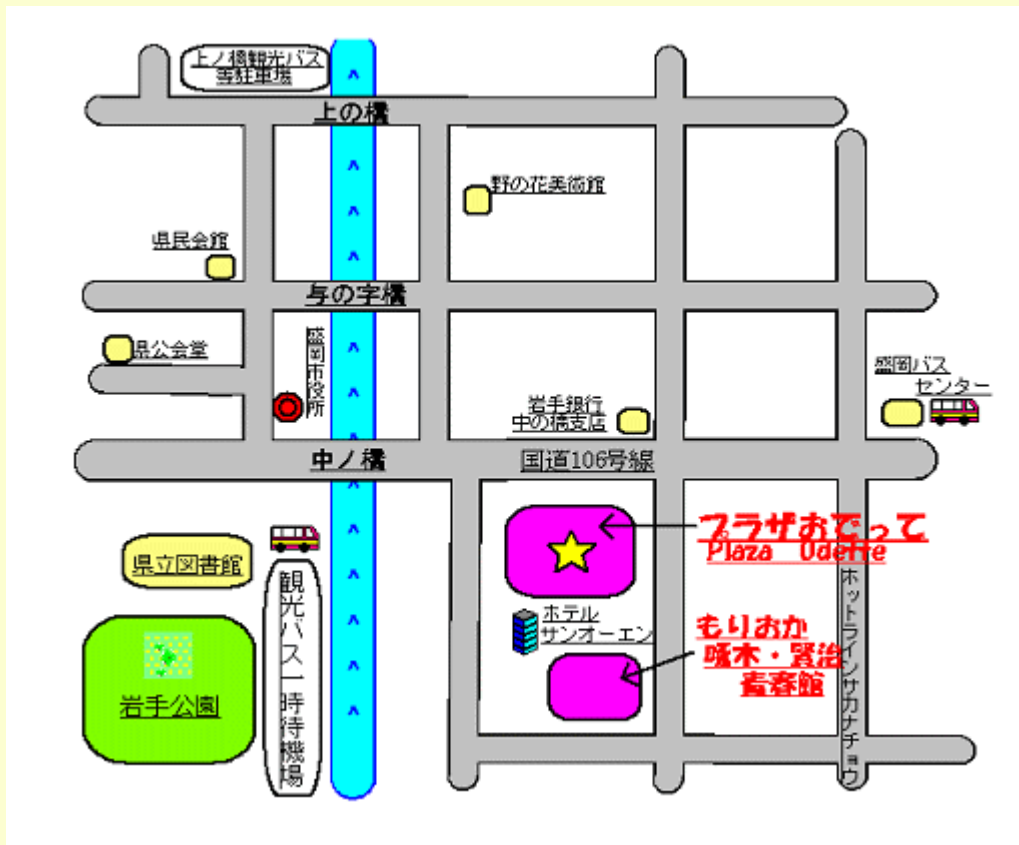 上ノ橋観光バス
等駐車場
上の橋
野の花美術館
県民会館
与の字橋
県公会堂
盛岡市役所
盛岡バス
センター
岩手銀行
中の橋支店
中ノ橋
国道106号線
プラザおでって
Plaza Odette
県立図書館
観光バス一時待機場
ホテル
サンオーエン
もりおか
啄木・賢治
青春館
岩手公園
ホットラインサカナチョウ